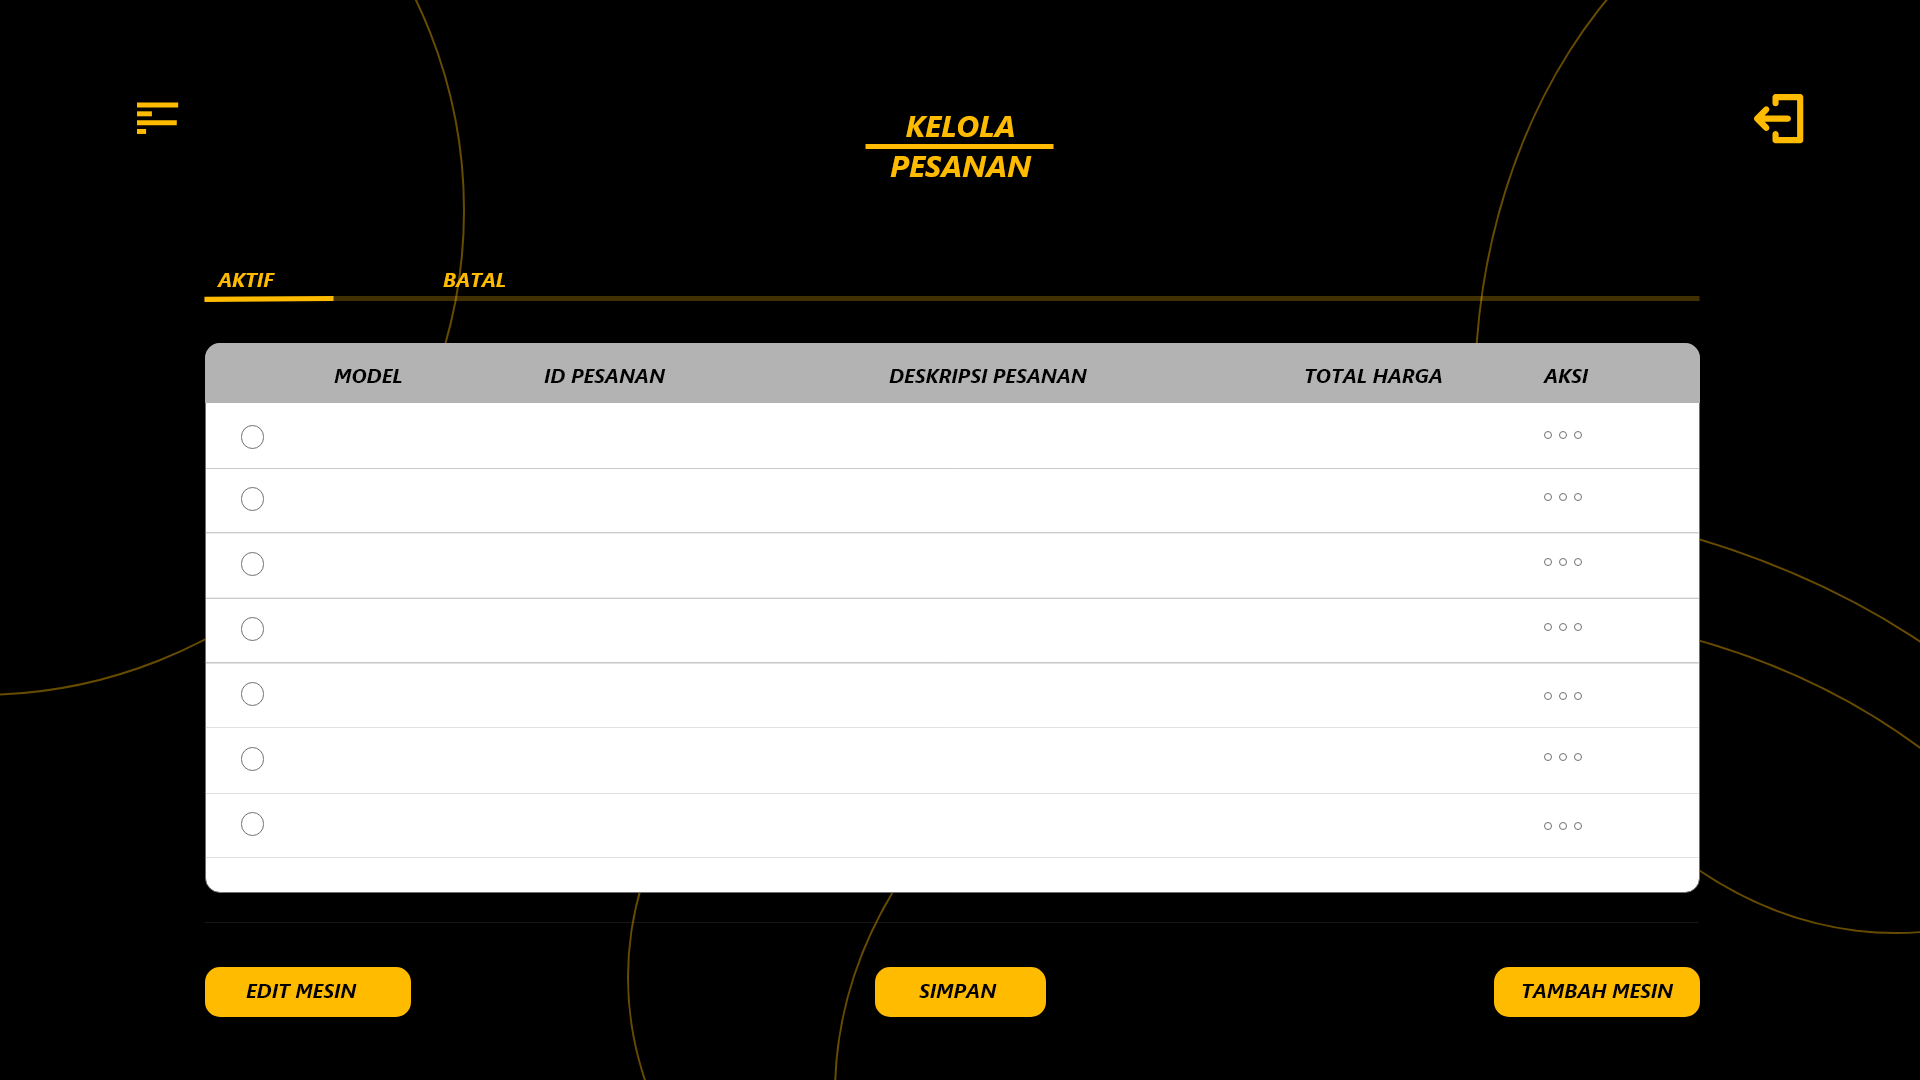 KELOLA
PESANAN
AKTIF BATAL
MODEL ID PESANAN DESKRIPSI PESANAN TOTAL HARGA AKSI
EDIT MESIN SIMPAN TAMBAH MESIN